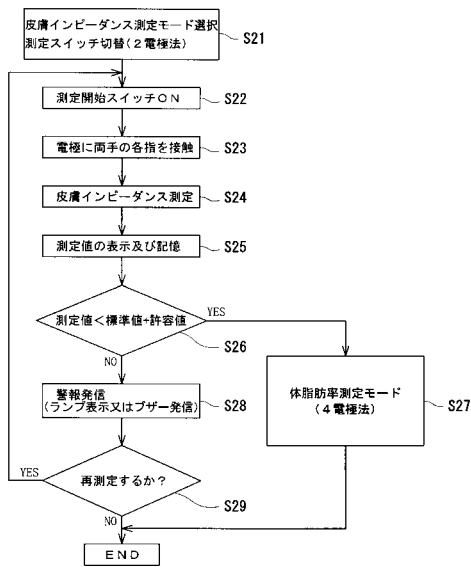 皮膚インピーダンス測定モード選択
測定スイッチ切替(2電極法)
S21
測定開始スイッチON
S22
電極に両手の各指を接触
S23
皮膚インピーダンス測定
S24
測定値の表示及び記憶
S25
測定値<標準値+許容値
YES
S26
NO
警報発信
(ランプ表示又はブザー発信)
S28
体脂肪率測定モード
(4電極法)
S27
YES
再測定するか?
S29
NO
END